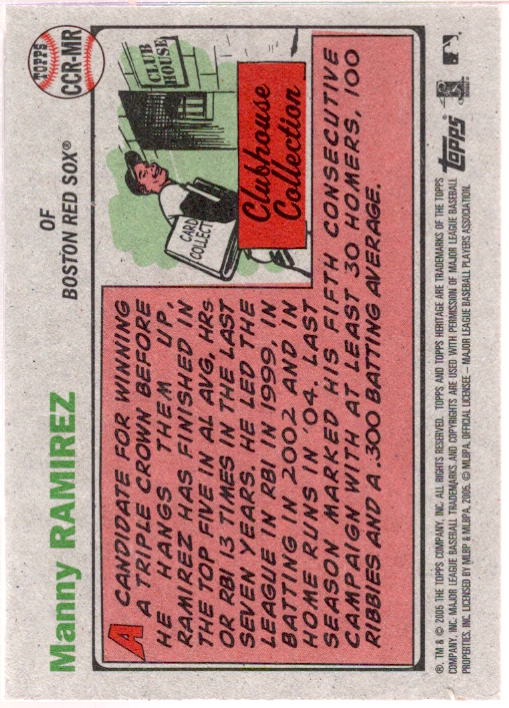 Manny RAMIREZ
OF
BOSTON RED SOX®
TOPPS
CCR-MR
A CANDIDATE FOR WINNING
A TRIPLE CROWN BEFORE
HE HANGS THEM UP,
RAMIREZ HAS FINISHED IN
THE TOP FIVE IN AL AVG, HRs
OR RBI 13 TIMES IN THE LAST
SEVEN YEARS. HE LED THE
LEAGUE IN RBI IN 1999, IN
BATTING IN 2002 AND IN
HOME RUNS IN '04. LAST
SEASON MARKED HIS FIFTH CONSECUTIVE
CAMPAIGN WITH AT LEAST 30 HOMERS, 100
RIBBIES AND A .300 BATTING AVERAGE.
CLUB
HOUSE
CARD
COLLECT
Clubhouse
Collection
®, TM & © 2005 THE TOPPS COMPANY, INC. ALL RIGHTS RESERVED. TOPPS AND TOPPS HERITAGE ARE TRADEMARKS OF THE TOPPS
COMPANY, INC. MAJOR LEAGUE BASEBALL TRADEMARKS AND COPYRIGHTS ARE USED WITH PERMISSION OF MAJOR LEAGUE BASEBALL
PROPERTIES, INC. LICENSED BY MLBP & MLBPA, 2005. © MLBPA. OFFICIAL LICENSEE – MAJOR LEAGUE BASEBALL PLAYERS ASSOCIATION.
topps